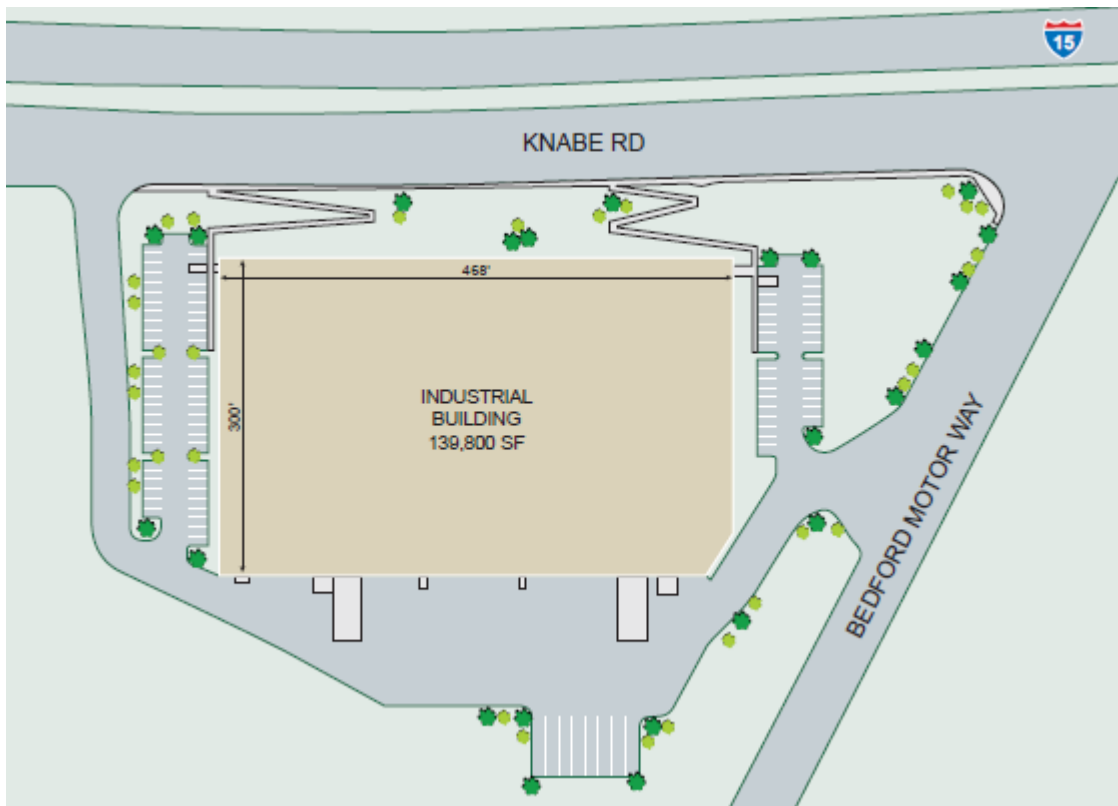 15
KNABE RD
468'
300'
INDUSTRIAL
BUILDING
139,800 SF
BEDFORD MOTOR WAY